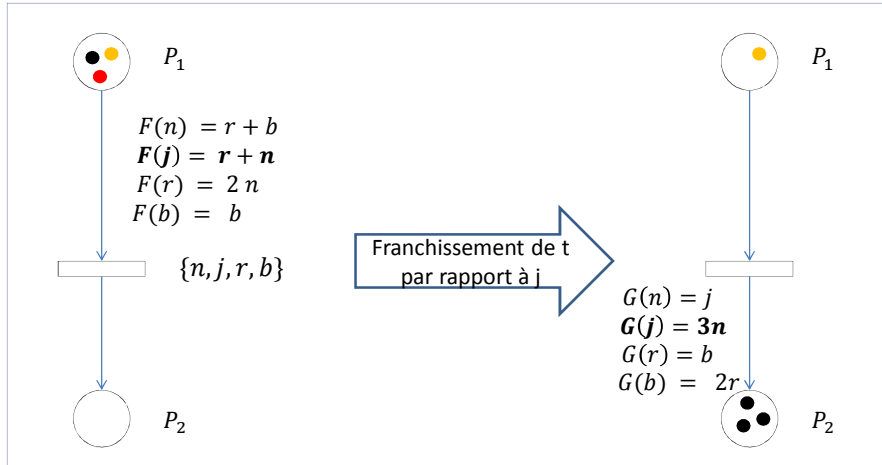 P₁
F(n) = r + b
F(j) = r + n
F(r) = 2 n
F(b) = b
{n, j, r, b}
P₂
Franchissement de t
par rapport à j
P₁
G(n) = j
G(j) = 3n
G(r) = b
G(b) = 2r
P₂